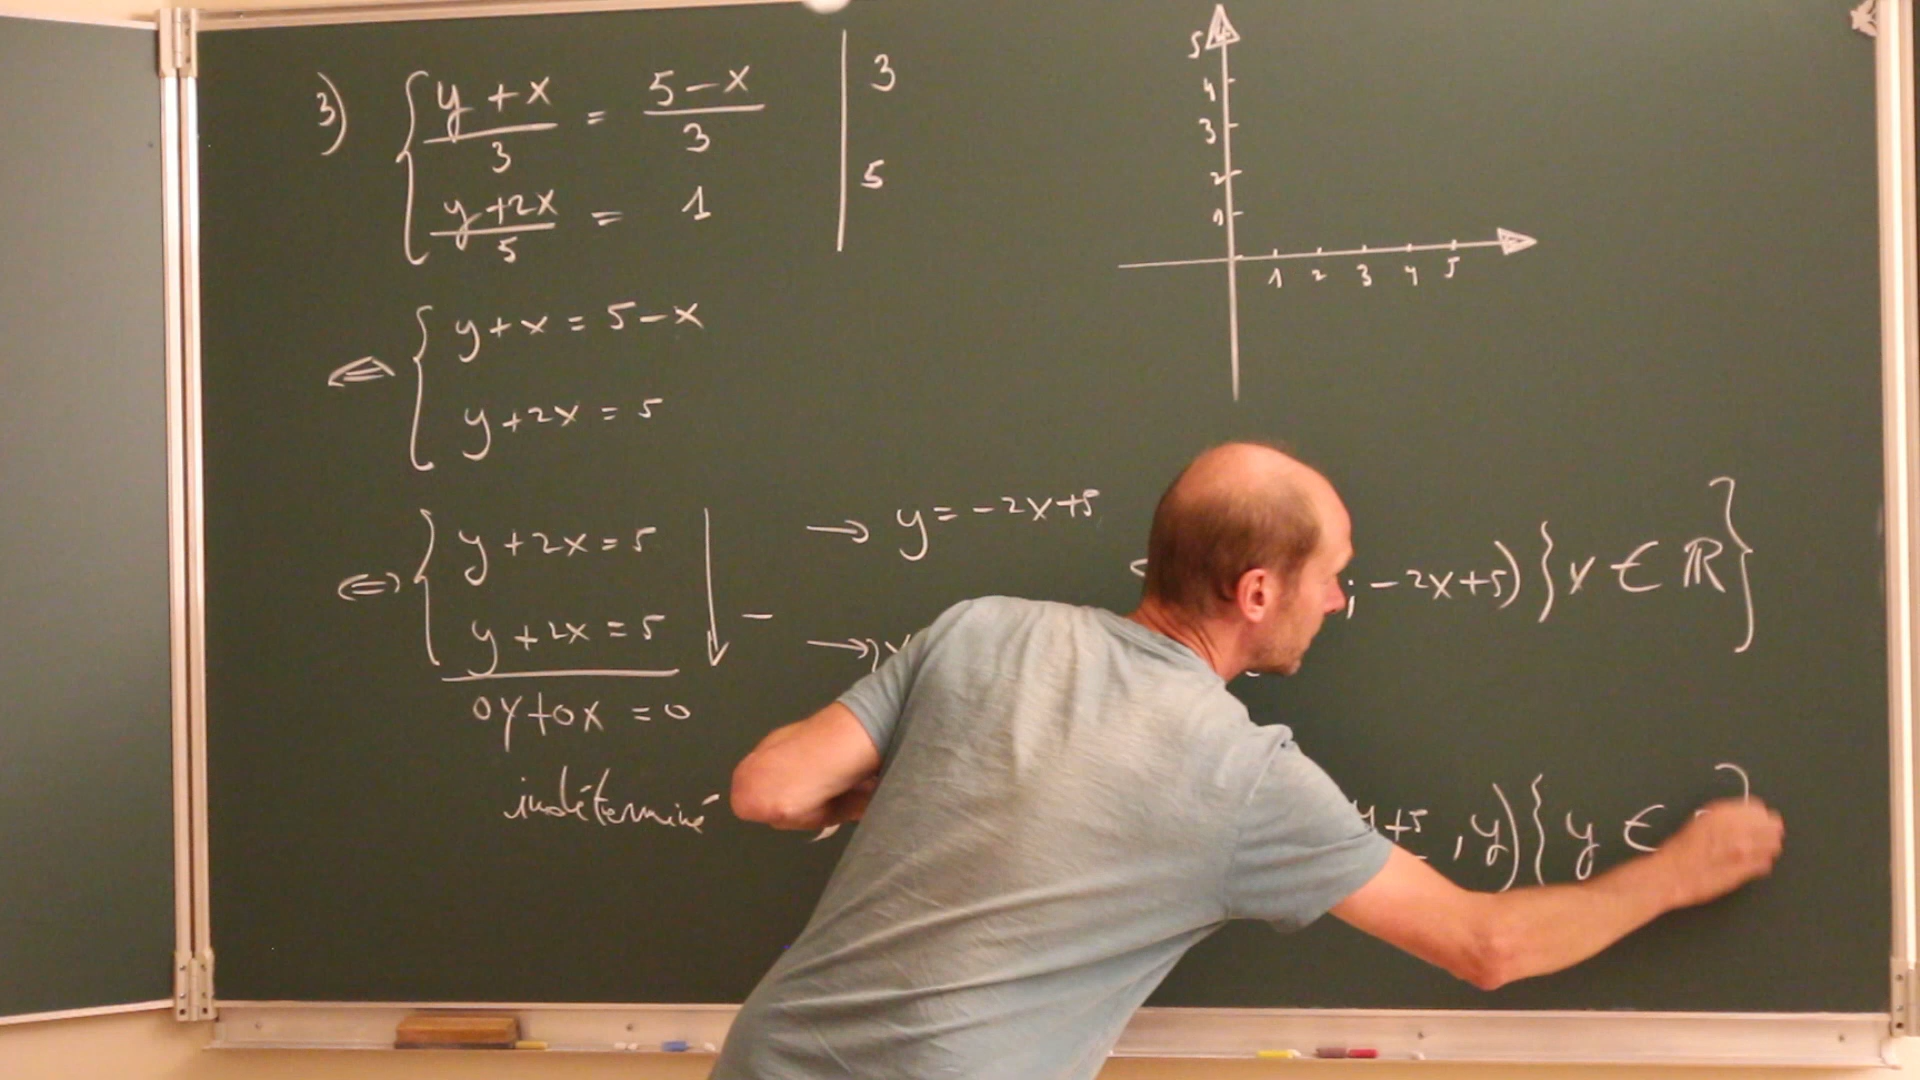 3) { (y + x)/3 = (5 - x)/3 | 3
(y + 2x)/5 = 1 | 5
⇔ { y + x = 5 - x
y + 2x = 5
⇔ { y + 2x = 5 → y = -2x + 5
y + 2x = 5 - →
0y + 0x = 0
indéterminé
; -2x+5) } x ∈ ℝ }
+5 , y) { y ∈
5
4
3
2
1
1 2 3 4 5